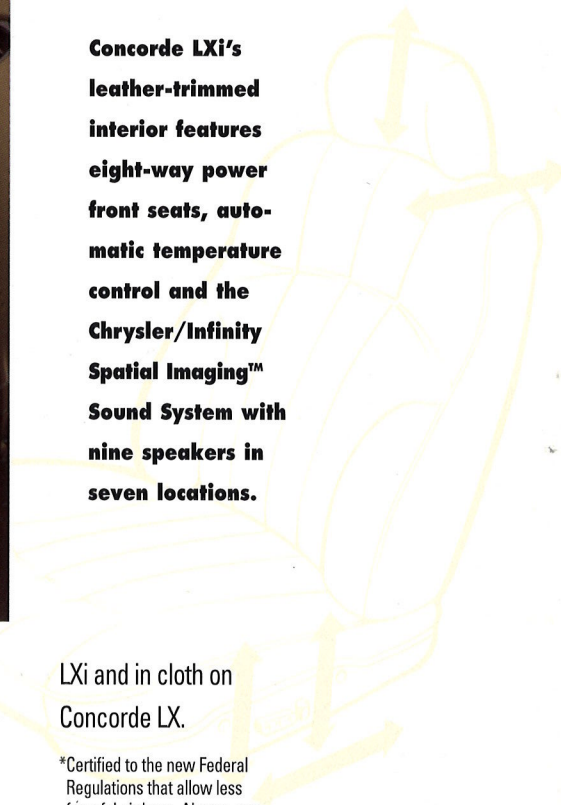 Concorde LXi's
leather-trimmed
interior features
eight-way power
front seats, auto-
matic temperature
control and the
Chrysler/Infinity
Spatial Imaging™
Sound System with
nine speakers in
seven locations.
LXi and in cloth on
Concorde LX.
*Certified to the new Federal
Regulations that allow less